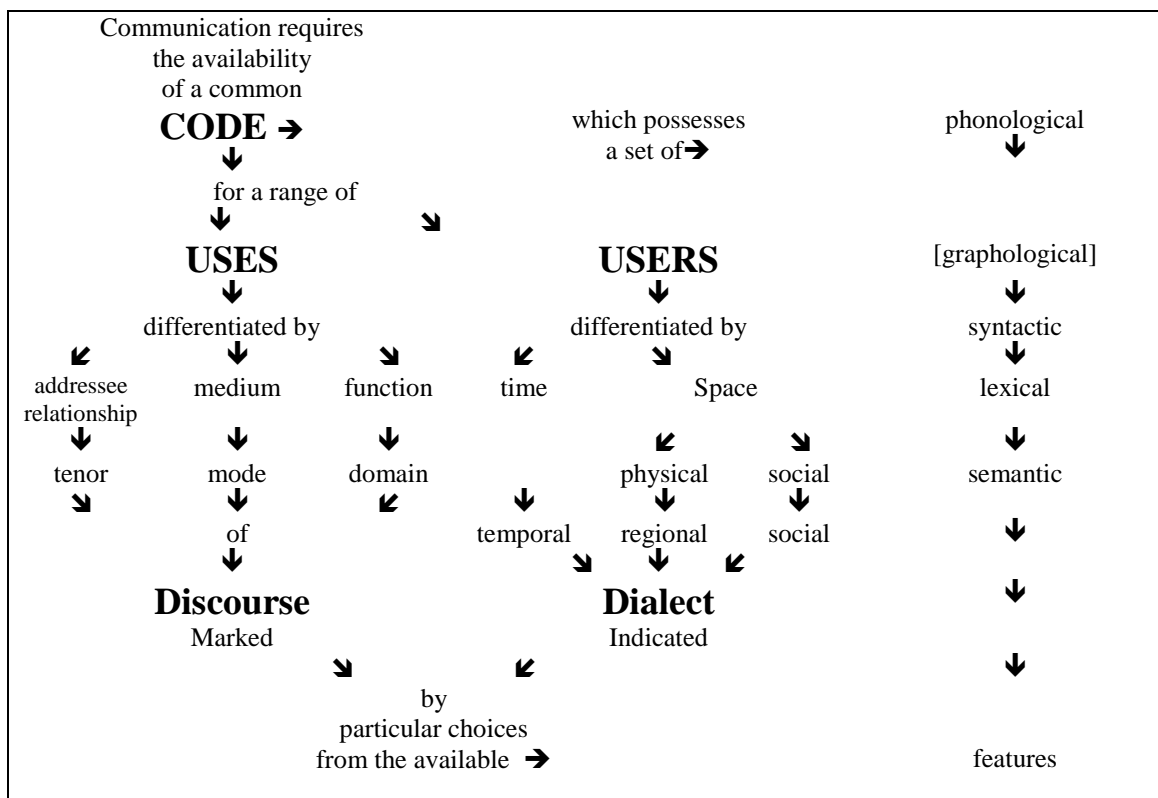 Communication requires
the availability
of a common
CODE ➔ which possesses phonological
a set of ➔
for a range of
USES USERS [graphological]
differentiated by differentiated by syntactic
addressee medium function time Space lexical
relationship
tenor mode domain physical social semantic
of temporal regional social
Discourse Dialect
Marked Indicated
by
particular choices
from the available ➔ features